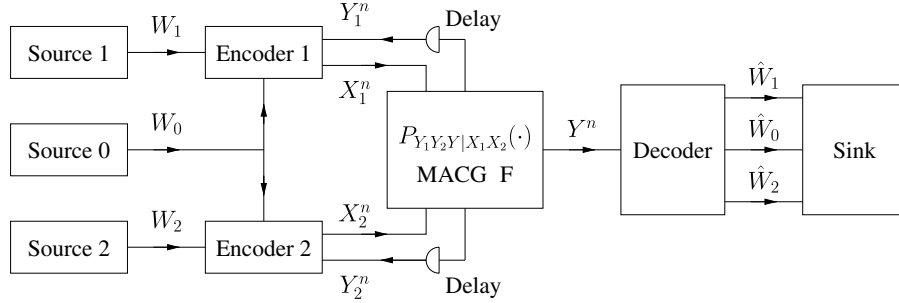 Source 1
W_1
Encoder 1
Y_1^n
Delay
X_1^n
Source 0
W_0
P_{Y_1Y_2Y|X_1X_2}(·)
MACG F
Y^n
Decoder
Ŵ_1
Ŵ_0
Ŵ_2
Sink
Source 2
W_2
Encoder 2
X_2^n
Y_2^n
Delay